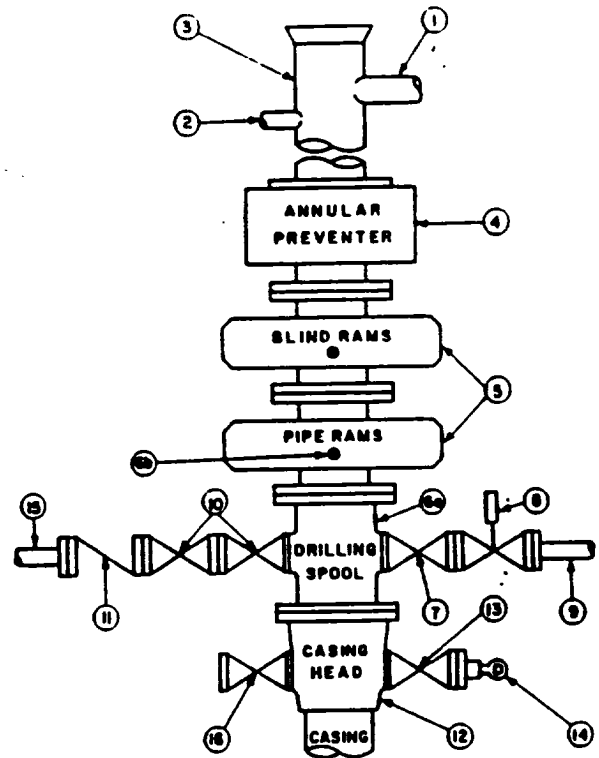 1
3
2
ANNULAR
PREVENTER
4
BLIND RAMS
5
PIPE RAMS
6b
6a
8
10
15
DRILLING
SPOOL
11
7
9
13
CASING
HEAD
16
12
14
CASING